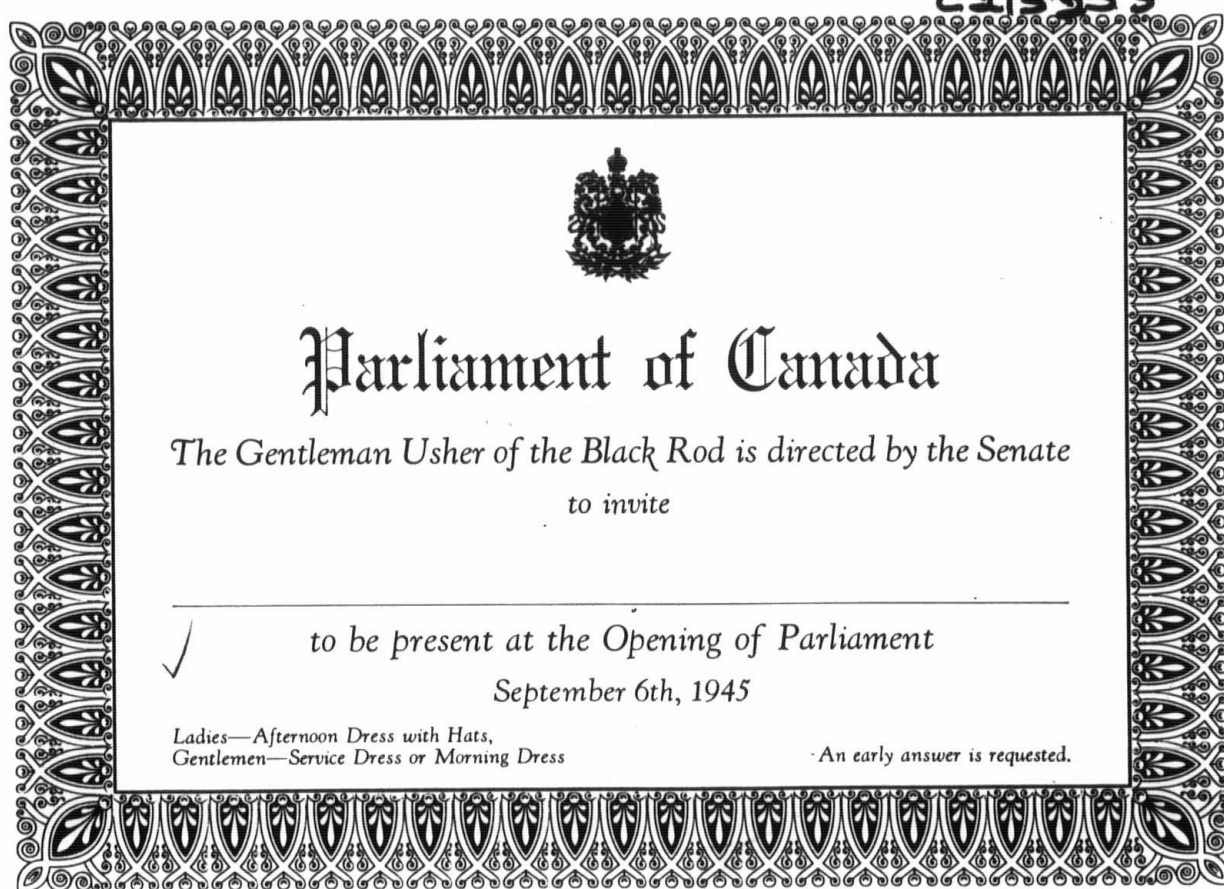 Parliament of Canada
The Gentleman Usher of the Black Rod is directed by the Senate
to invite
to be present at the Opening of Parliament
September 6th, 1945
Ladies—Afternoon Dress with Hats,
Gentlemen—Service Dress or Morning Dress
An early answer is requested.